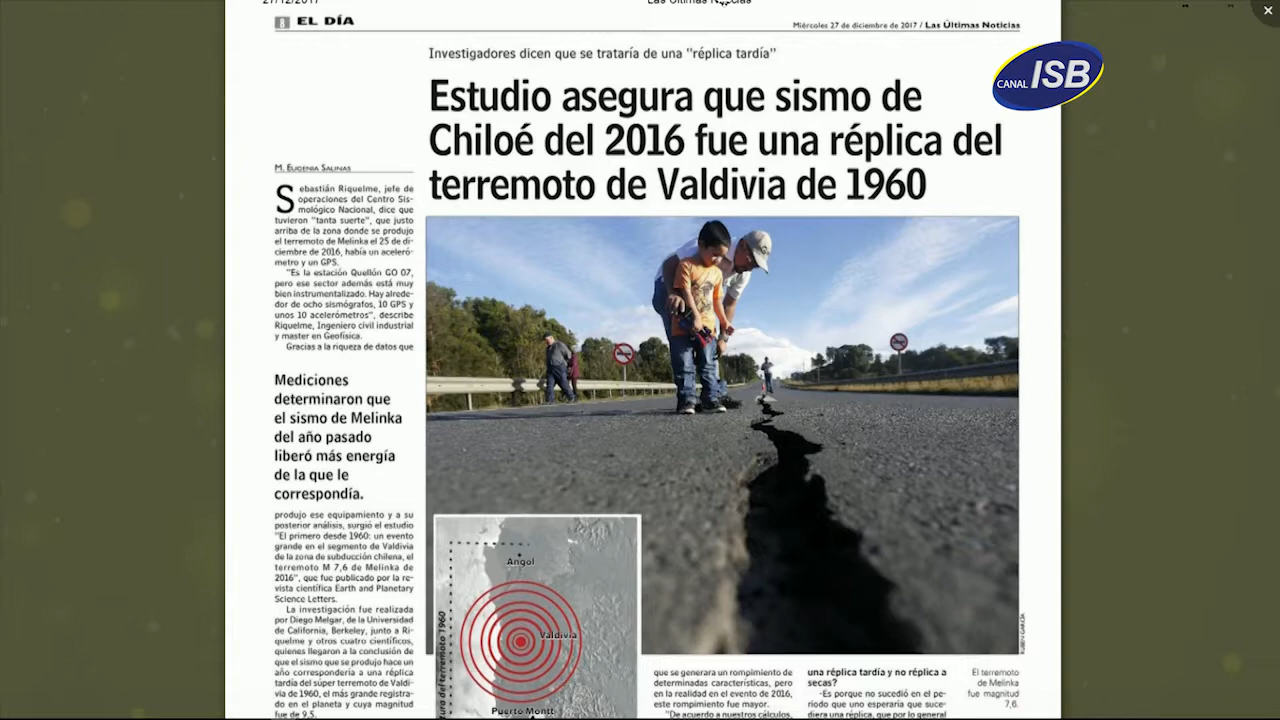 21/12/2017
Las Últimas Noticias
8 EL DÍA
Miércoles 27 de diciembre de 2017 / Las Últimas Noticias
CANAL ISB
Investigadores dicen que se trataría de una "réplica tardía"
Estudio asegura que sismo de
Chiloé del 2016 fue una réplica del
terremoto de Valdivia de 1960
M. Eugenia Salinas
Sebastián Riquelme, jefe de
operaciones del Centro Sis-
mológico Nacional, dice que
tuvieron "tanta suerte", que justo
arriba de la zona donde se produjo
el terremoto de Melinka el 25 de di-
ciembre de 2016, había un aceleró-
metro y un GPS.
"Es la estación Quellón GO 07,
pero ese sector además está muy
bien instrumentalizado. Hay alrede-
dor de ocho sismógrafos, 10 GPS y
unos 10 acelerómetros", describe
Riquelme, Ingeniero civil industrial
y master en Geofísica.
Gracias a la riqueza de datos que
Mediciones
determinaron que
el sismo de Melinka
del año pasado
liberó más energía
de la que le
correspondía.
produjo ese equipamiento y a su
posterior análisis, surgió el estudio
"El primero desde 1960: un evento
grande en el segmento de Valdivia
de la zona de subducción chilena, el
terremoto M 7,6 de Melinka de
2016", que fue publicado por la re-
vista científica Earth and Planetary
Science Letters.
La investigación fue realizada
por Diego Melgar, de la Universidad
de California, Berkeley, junto a Ri-
quelme y otros cuatro científicos,
quienes llegaron a la conclusión de
que el sismo que se produjo hace un
año correspondería a una réplica
tardía del súper terremoto de Valdi-
via de 1960, el más grande registra-
do en el planeta y cuya magnitud
fue de 9,5.
Angol
Valdivia
Puerto Montt
tura del terremoto 1960
RUBÉN GARCÍA
que se generara un rompimiento de
determinadas características, pero
en la realidad en el evento de 2016,
este rompimiento fue mayor.
"De acuerdo a nuestros cálculos,
una réplica tardía y no réplica a
secas?
-Es porque no sucedió en el pe-
ríodo que uno esperaría que suce-
diera una réplica, que por lo general
El terremoto
de Melinka
fue magnitud
7,6.